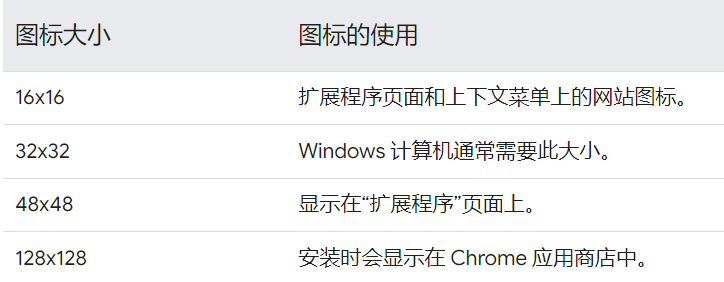 图标大小 图标的使用
16x16 扩展程序页面和上下文菜单上的网站图标。
32x32 Windows 计算机通常需要此大小。
48x48 显示在“扩展程序”页面上。
128x128 安装时会显示在 Chrome 应用商店中。